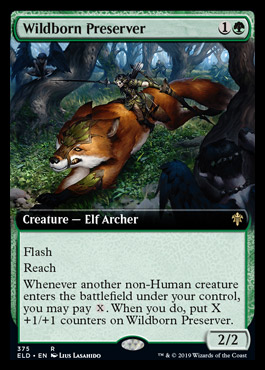 Wildborn Preserver 1
Creature — Elf Archer
Flash
Reach
Whenever another non-Human creature
enters the battlefield under your control,
you may pay X. When you do, put X
+1/+1 counters on Wildborn Preserver.
2/2
375 R
ELD • EN Lius Lasahido
™ & © 2019 Wizards of the Coast